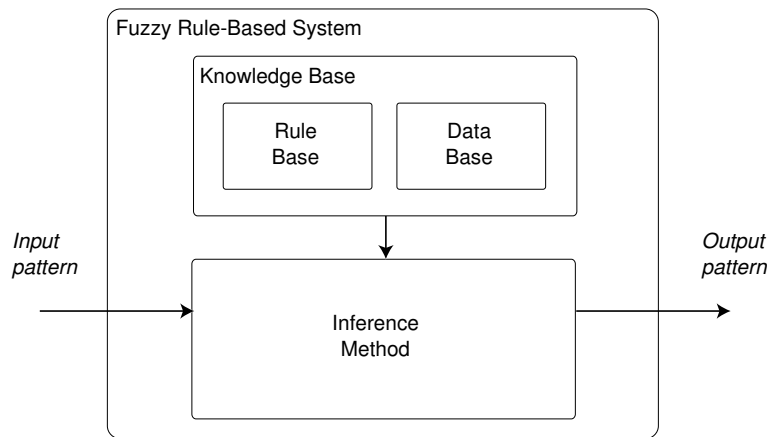 Fuzzy Rule-Based System
Knowledge Base
Rule
Base
Data
Base
Input
pattern
Output
pattern
Inference
Method